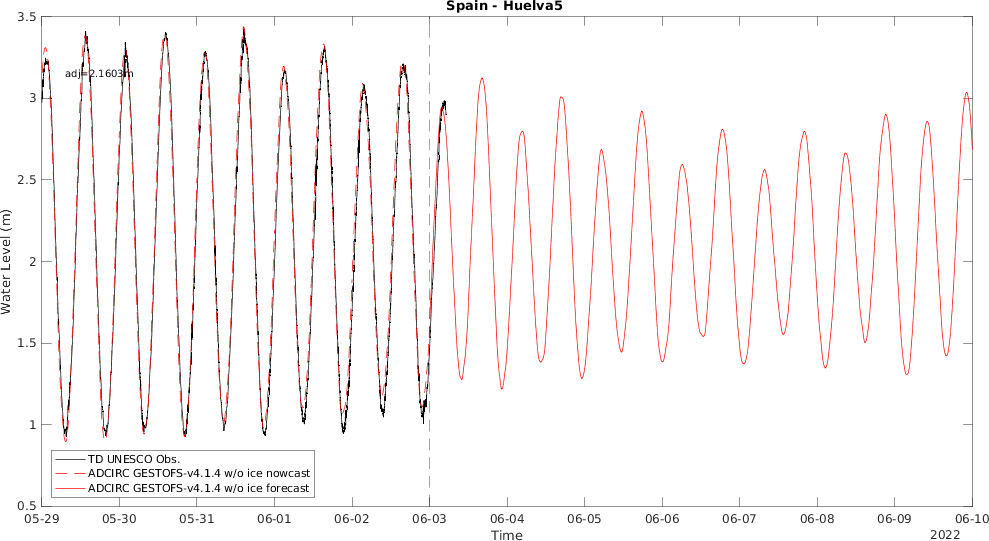 Spain - Huelva5
3.5
3
2.5
2
1.5
1
0.5
Water Level (m)
adj=2.1603m
TD UNESCO Obs.
ADCIRC GESTOFS-v4.1.4 w/o ice nowcast
ADCIRC GESTOFS-v4.1.4 w/o ice forecast
05-29 05-30 05-31 06-01 06-02 06-03 06-04 06-05 06-06 06-07 06-08 06-09 06-10
Time
2022